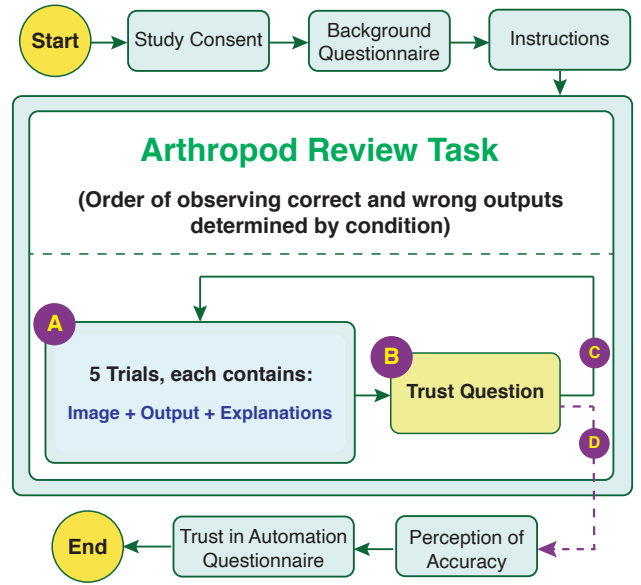 Start
Study Consent
Background
Questionnaire
Instructions
Arthropod Review Task
(Order of observing correct and wrong outputs
determined by condition)
A
5 Trials, each contains:
Image + Output + Explanations
B
Trust Question
C
D
End
Trust in Automation
Questionnaire
Perception of
Accuracy